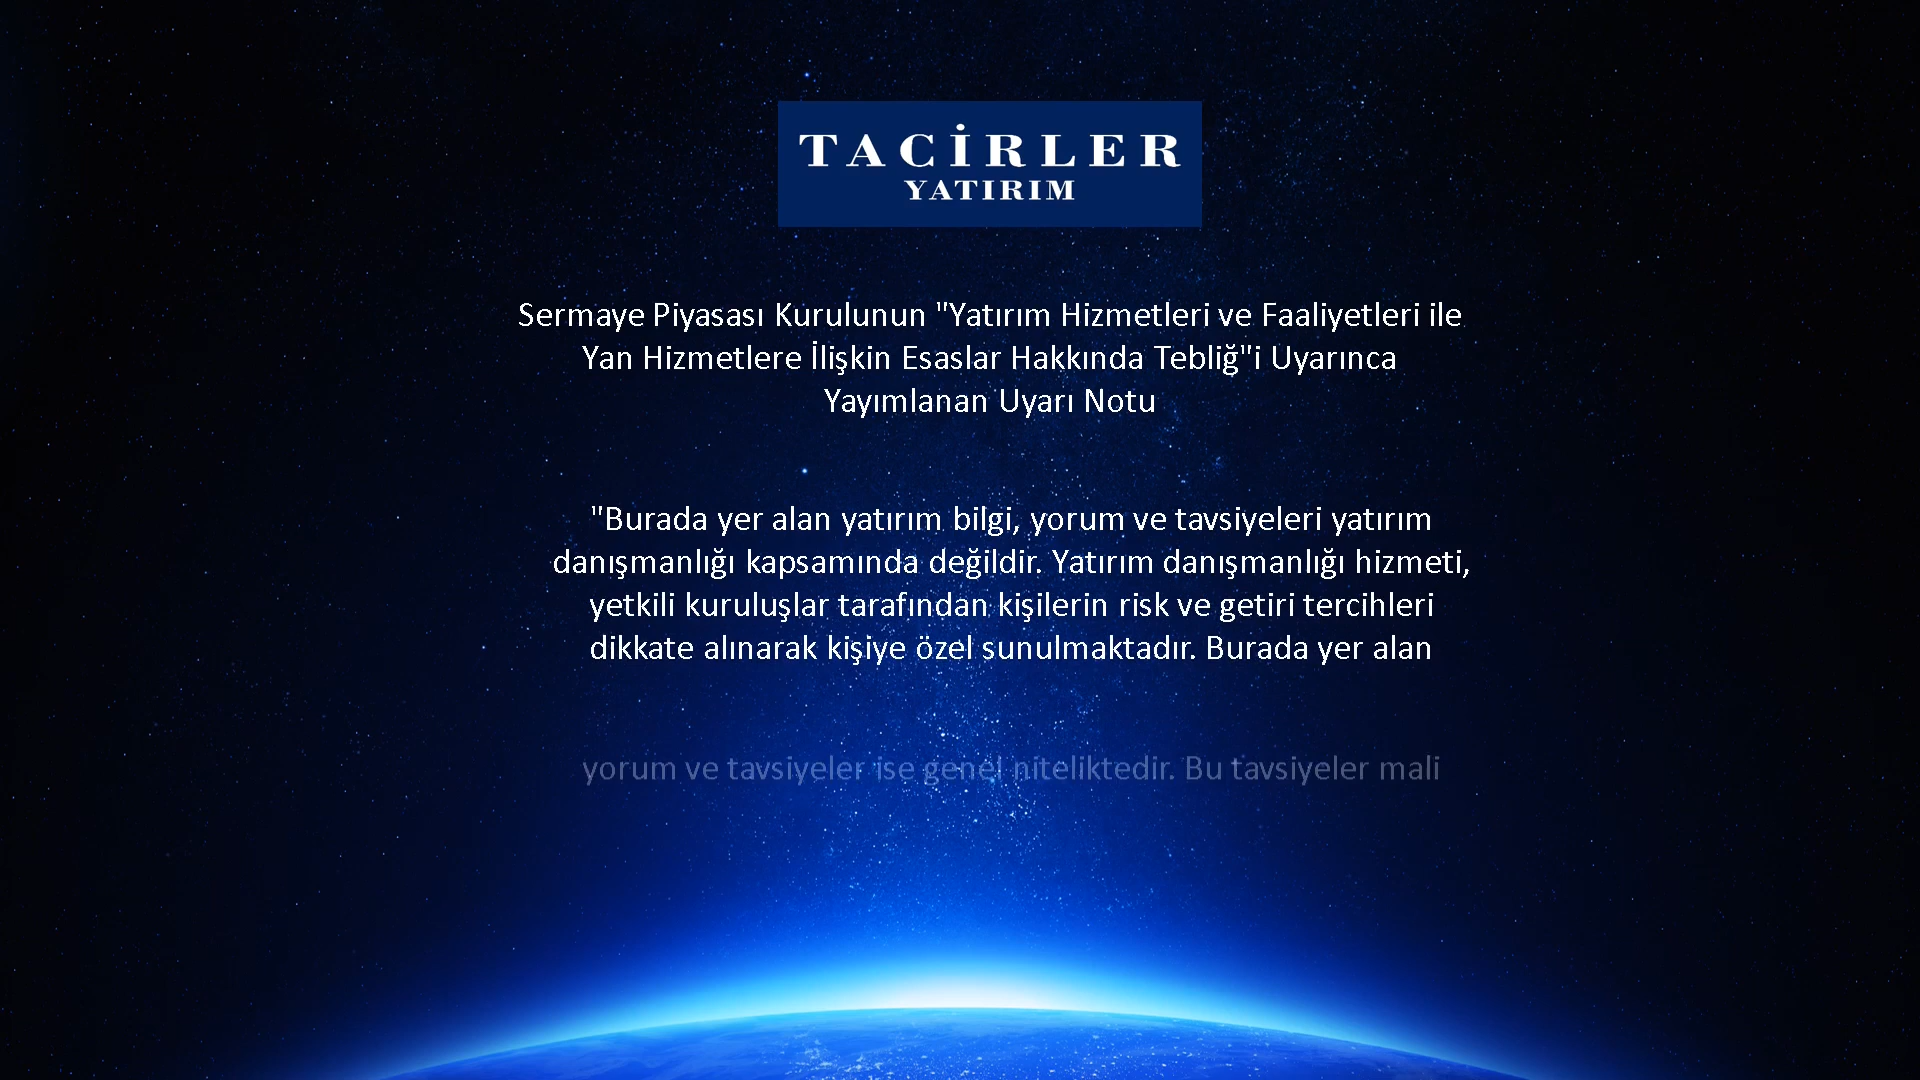 TACİRLER
YATIRIM
Sermaye Piyasası Kurulunun "Yatırım Hizmetleri ve Faaliyetleri ile
Yan Hizmetlere İlişkin Esaslar Hakkında Tebliğ"i Uyarınca
Yayımlanan Uyarı Notu
"Burada yer alan yatırım bilgi, yorum ve tavsiyeleri yatırım
danışmanlığı kapsamında değildir. Yatırım danışmanlığı hizmeti,
yetkili kuruluşlar tarafından kişilerin risk ve getiri tercihleri
dikkate alınarak kişiye özel sunulmaktadır. Burada yer alan
yorum ve tavsiyeler ise genel niteliktedir. Bu tavsiyeler mali